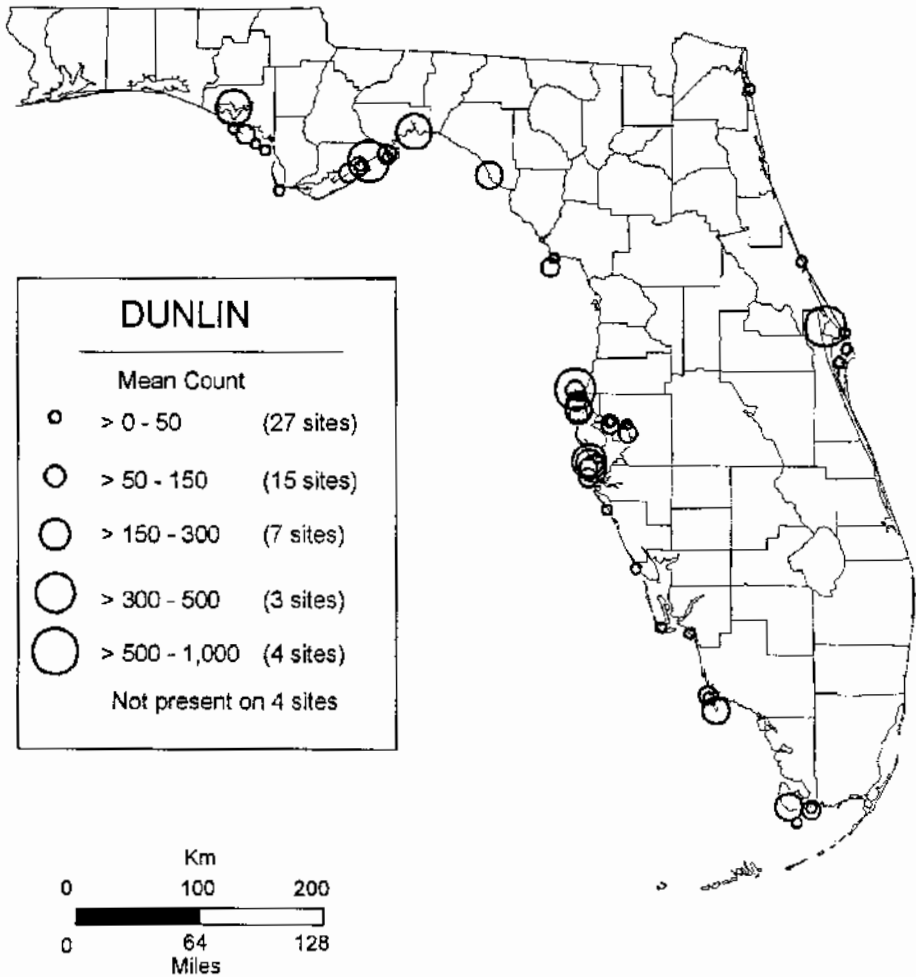 DUNLIN
Mean Count
> 0 - 50 (27 sites)
> 50 - 150 (15 sites)
> 150 - 300 (7 sites)
> 300 - 500 (3 sites)
> 500 - 1,000 (4 sites)
Not present on 4 sites
Km
0 100 200
0 64 128
Miles